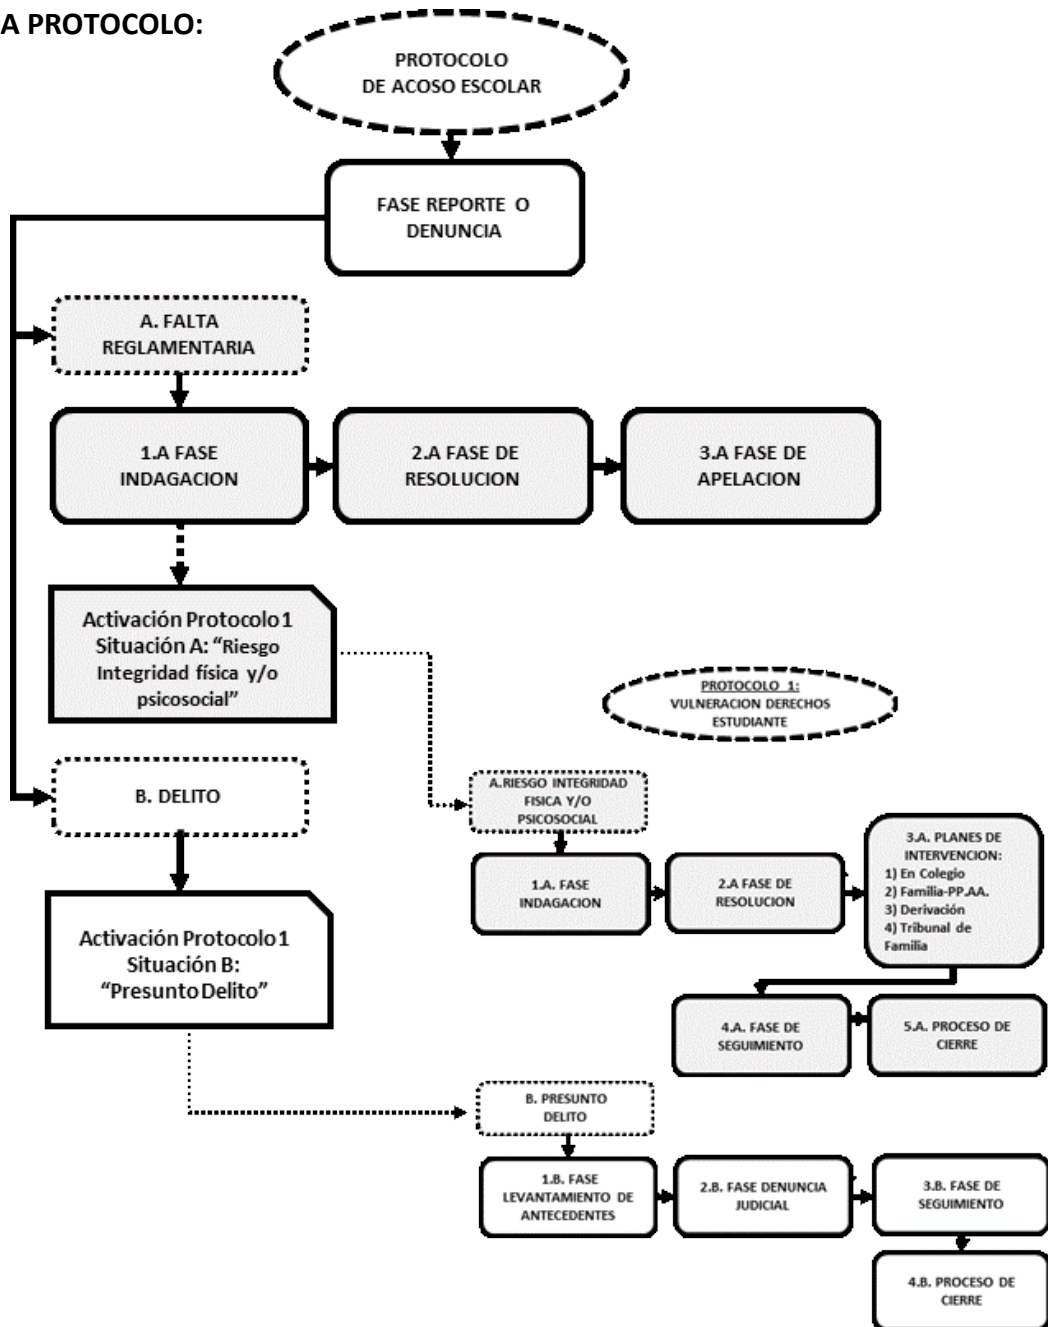 A PROTOCOLO:
PROTOCOLO
DE ACOSO ESCOLAR
FASE REPORTE O
DENUNCIA
A. FALTA
REGLAMENTARIA
1.A FASE
INDAGACION
2.A FASE DE
RESOLUCION
3.A FASE DE
APELACION
Activación Protocolo 1
Situación A: “Riesgo
Integridad física y/o
psicosocial”
PROTOCOLO 1:
VULNERACION DERECHOS
ESTUDIANTE
A.RIESGO INTEGRIDAD
FISICA Y/O
PSICOSOCIAL
1.A. FASE
INDAGACION
2.A FASE DE
RESOLUCION
3.A. PLANES DE
INTERVENCION:
1) En Colegio
2) Familia-PP.AA.
3) Derivación
4) Tribunal de
Familia
4.A. FASE DE
SEGUIMIENTO
5.A. PROCESO DE
CIERRE
B. DELITO
Activación Protocolo 1
Situación B:
“Presunto Delito”
B. PRESUNTO
DELITO
1.B. FASE
LEVANTAMIENTO DE
ANTECEDENTES
2.B. FASE DENUNCIA
JUDICIAL
3.B. FASE DE
SEGUIMIENTO
4.B. PROCESO DE
CIERRE